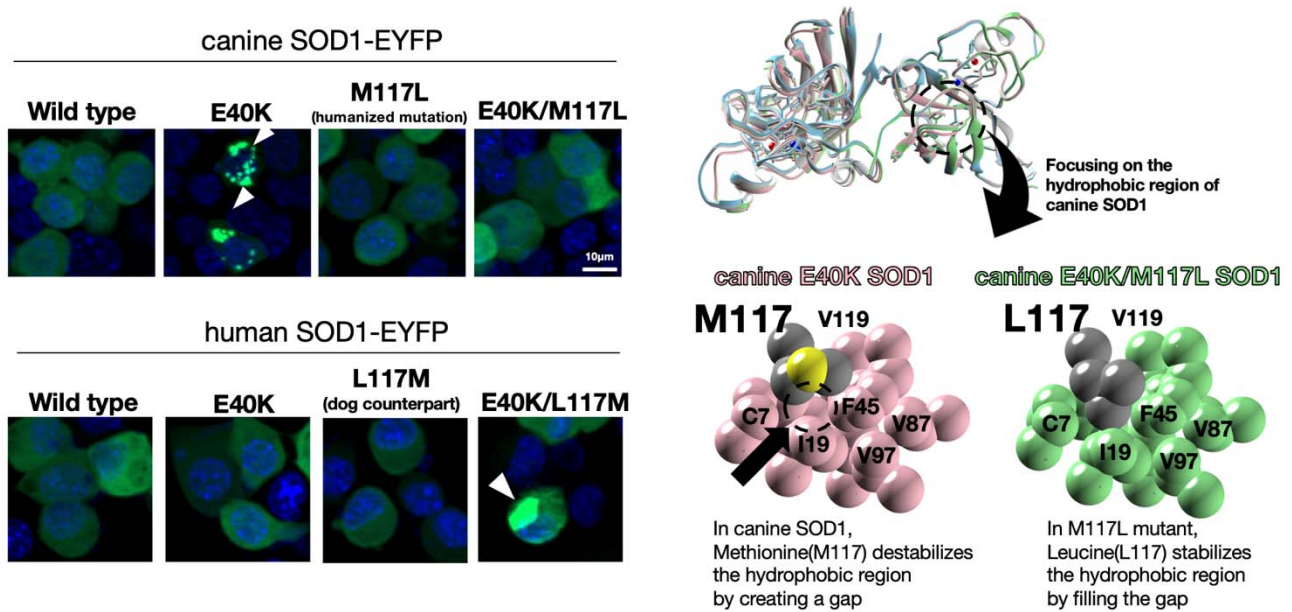 canine SOD1-EYFP
Wild type
E40K
M117L
(humanized mutation)
E40K/M117L
10μm
human SOD1-EYFP
Wild type
E40K
L117M
(dog counterpart)
E40K/L117M
Focusing on the
hydrophobic region of
canine SOD1
canine E40K SOD1
M117
V119
C7
F45
V87
I19
V97
In canine SOD1,
Methionine(M117) destabilizes
the hydrophobic region
by creating a gap
canine E40K/M117L SOD1
L117
V119
C7
F45
V87
I19
V97
In M117L mutant,
Leucine(L117) stabilizes
the hydrophobic region
by filling the gap